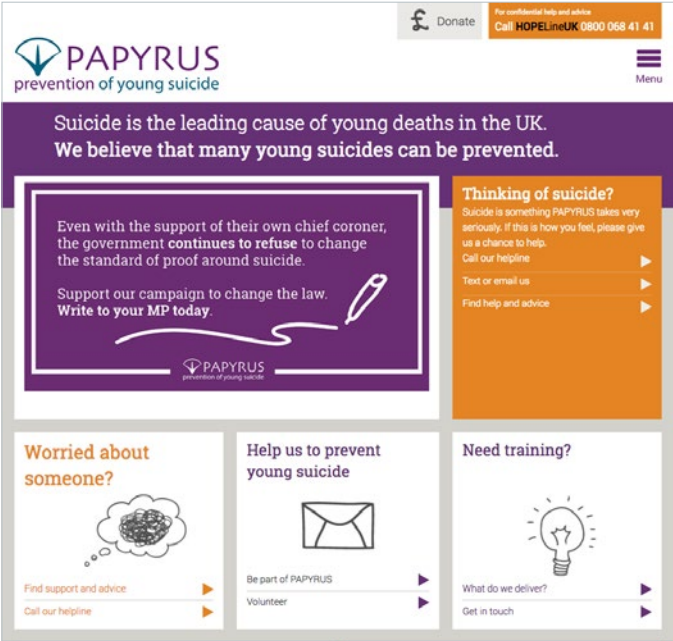 £ Donate
For confidential help and advice
Call HOPELineUK 0800 068 41 41
PAPYRUS
prevention of young suicide
Menu
Suicide is the leading cause of young deaths in the UK.
We believe that many young suicides can be prevented.
Even with the support of their own chief coroner,
the government continues to refuse to change
the standard of proof around suicide.
Support our campaign to change the law.
Write to your MP today.
PAPYRUS
prevention of young suicide
Thinking of suicide?
Suicide is something PAPYRUS takes very
seriously. If this is how you feel, please give
us a chance to help.
Call our helpline
Text or email us
Find help and advice
Worried about
someone?
Find support and advice
Call our helpline
Help us to prevent
young suicide
Be part of PAPYRUS
Volunteer
Need training?
What do we deliver?
Get in touch